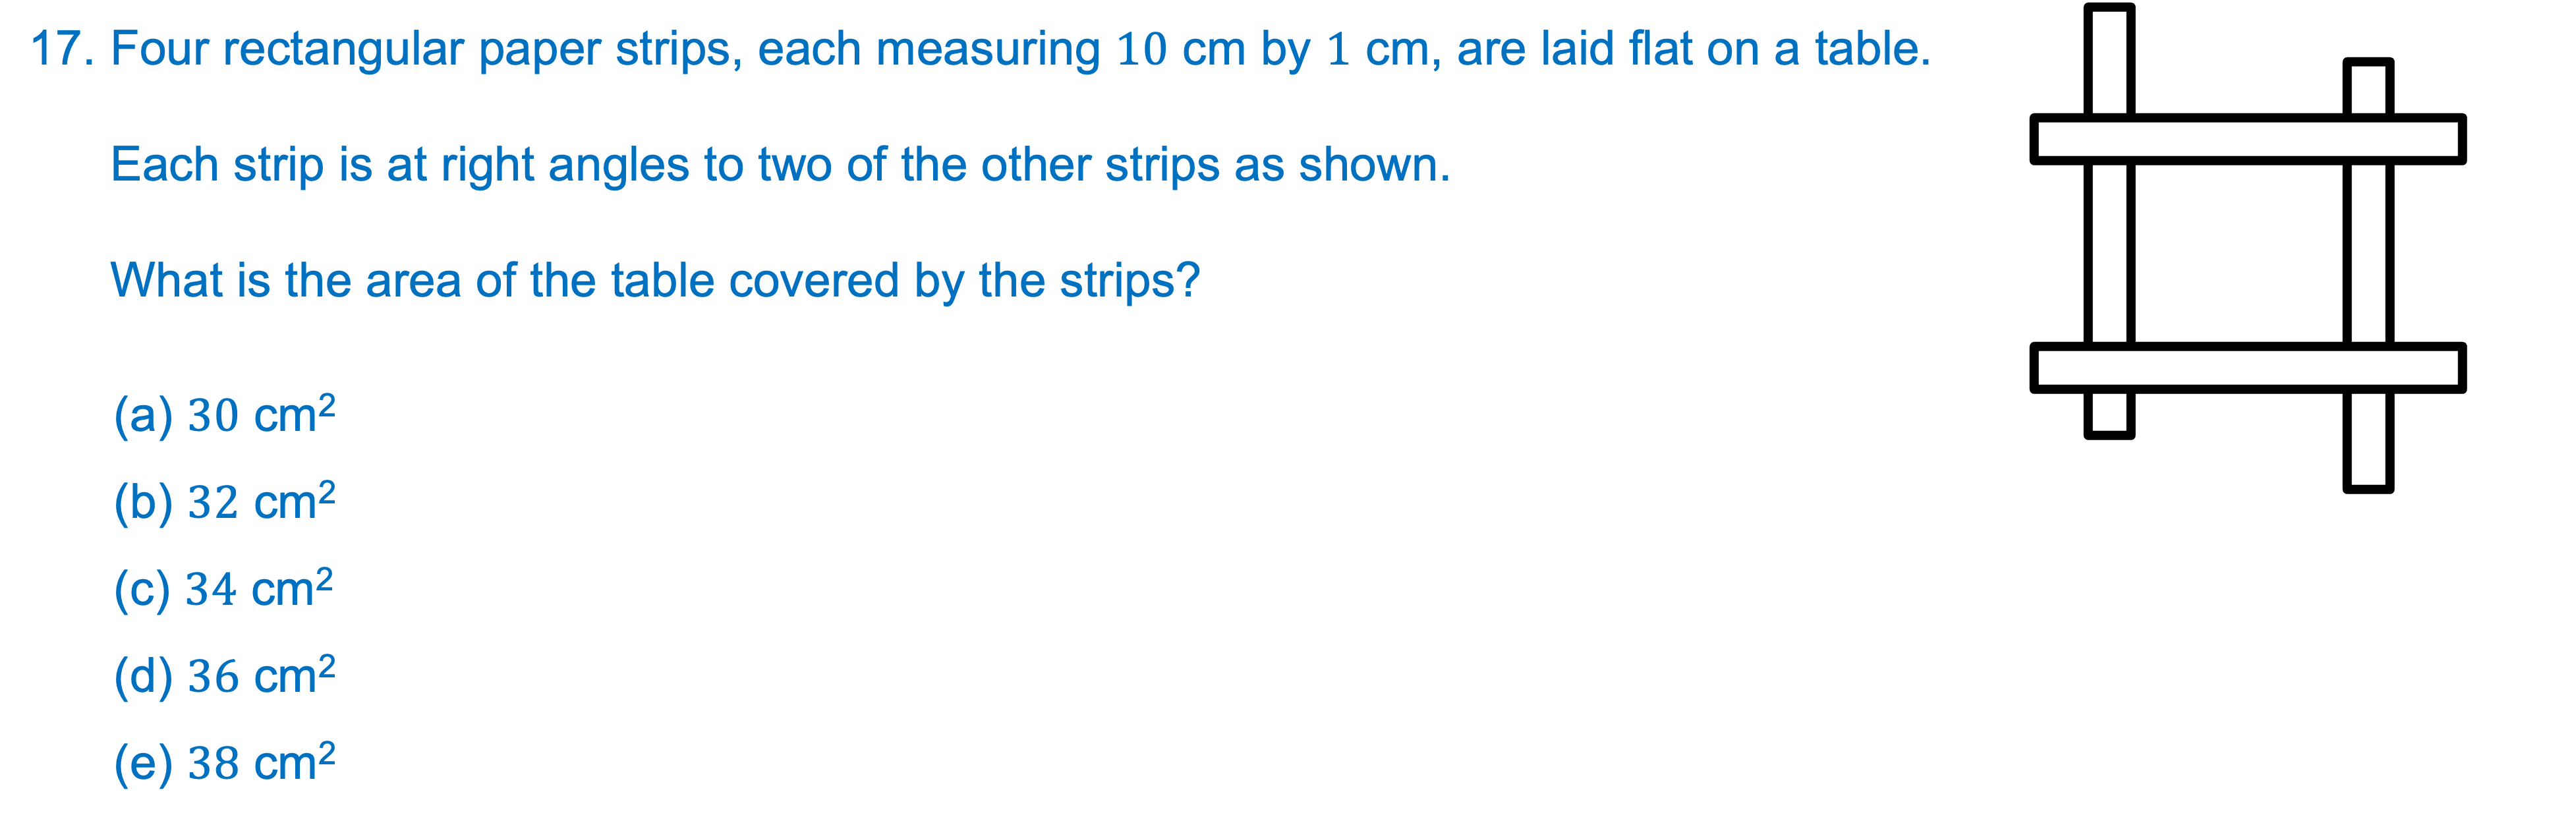 17. Four rectangular paper strips, each measuring 10 cm by 1 cm, are laid flat on a table.
Each strip is at right angles to two of the other strips as shown.
What is the area of the table covered by the strips?
(a) 30 cm²
(b) 32 cm²
(c) 34 cm²
(d) 36 cm²
(e) 38 cm²